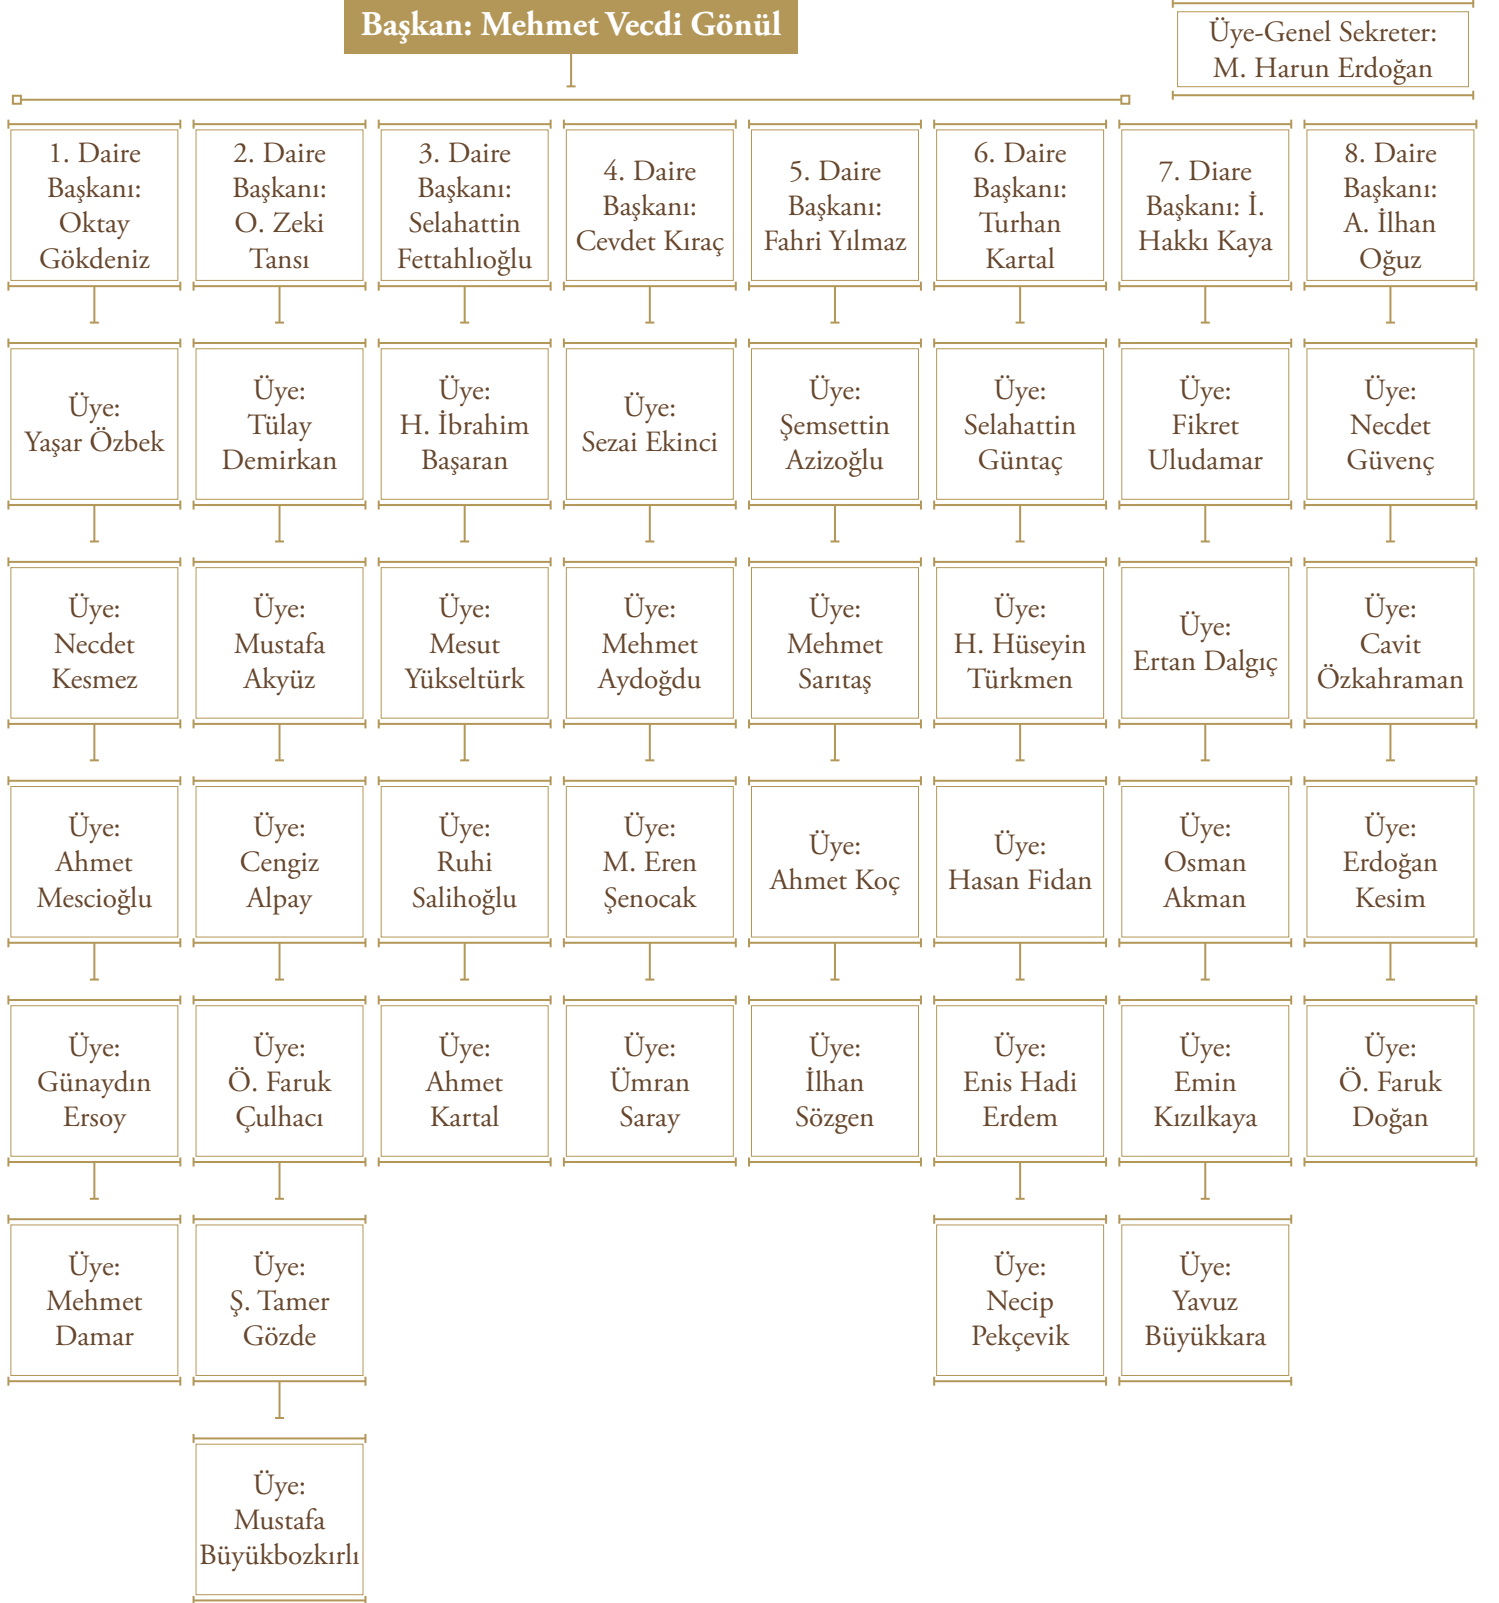 Başkan: Mehmet Vecdi Gönül
Üye-Genel Sekreter:
M. Harun Erdoğan
1. Daire
Başkanı:
Oktay
Gökdeniz
2. Daire
Başkanı:
O. Zeki
Tansı
3. Daire
Başkanı:
Selahattin
Fettahlıoğlu
4. Daire
Başkanı:
Cevdet Kıraç
5. Daire
Başkanı:
Fahri Yılmaz
6. Daire
Başkanı:
Turhan
Kartal
7. Diare
Başkanı: İ.
Hakkı Kaya
8. Daire
Başkanı:
A. İlhan
Oğuz
Üye:
Yaşar Özbek
Üye:
Tülay
Demirkan
Üye:
H. İbrahim
Başaran
Üye:
Sezai Ekinci
Üye:
Şemsettin
Azizoğlu
Üye:
Selahattin
Güntaç
Üye:
Fikret
Uludamar
Üye:
Necdet
Güvenç
Üye:
Necdet
Kesmez
Üye:
Mustafa
Akyüz
Üye:
Mesut
Yükseltürk
Üye:
Mehmet
Aydoğdu
Üye:
Mehmet
Sarıtaş
Üye:
H. Hüseyin
Türkmen
Üye:
Ertan Dalgıç
Üye:
Cavit
Özkahraman
Üye:
Ahmet
Mescioğlu
Üye:
Cengiz
Alpay
Üye:
Ruhi
Salihoğlu
Üye:
M. Eren
Şenocak
Üye:
Ahmet Koç
Üye:
Hasan Fidan
Üye:
Osman
Akman
Üye:
Erdoğan
Kesim
Üye:
Günaydın
Ersoy
Üye:
Ö. Faruk
Çulhacı
Üye:
Ahmet
Kartal
Üye:
Ümran
Saray
Üye:
İlhan
Sözgen
Üye:
Enis Hadi
Erdem
Üye:
Emin
Kızılkaya
Üye:
Ö. Faruk
Doğan
Üye:
Mehmet
Damar
Üye:
Ş. Tamer
Gözde
Üye:
Necip
Pekçevik
Üye:
Yavuz
Büyükkara
Üye:
Mustafa
Büyükbozkırlı